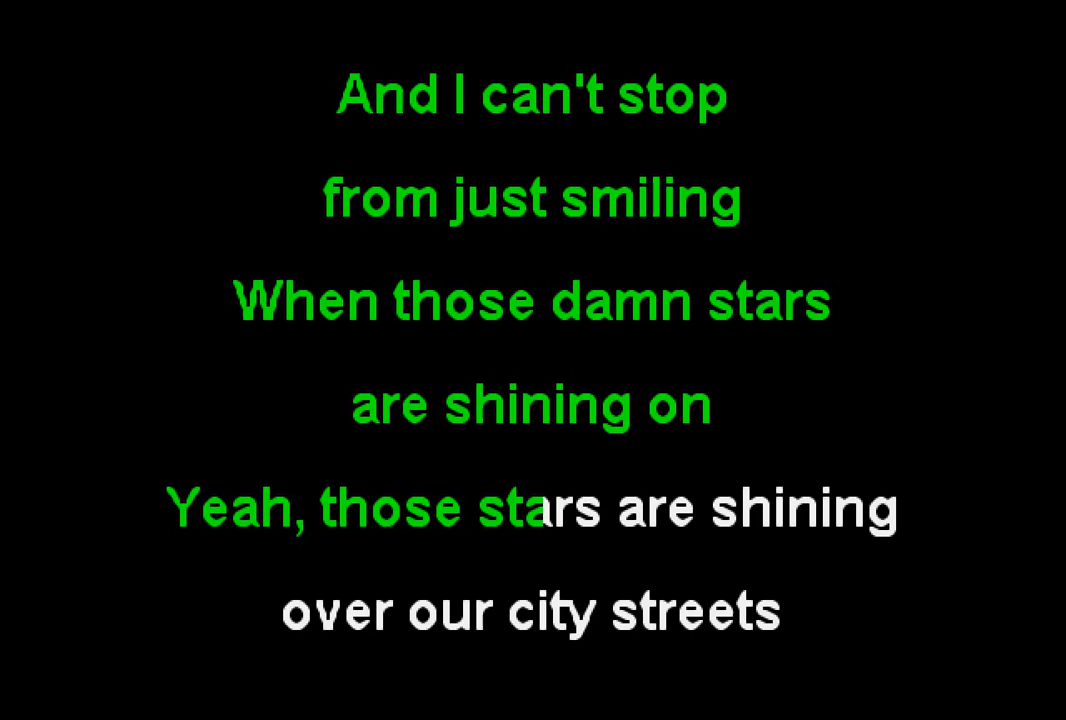 And I can't stop
from just smiling
When those damn stars
are shining on
Yeah, those stars are shining
over our city streets